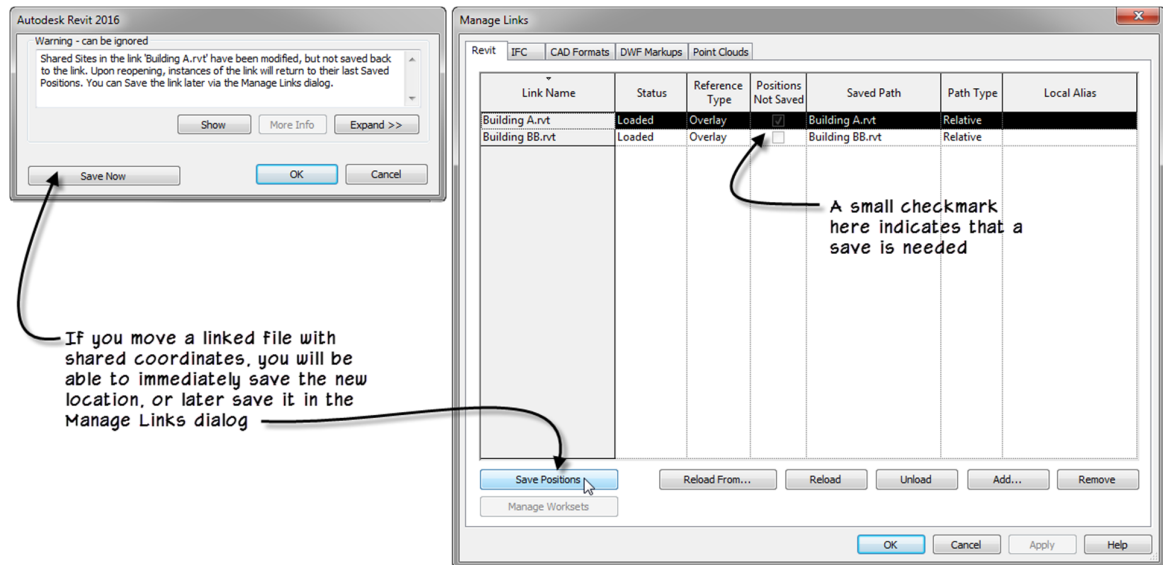 Autodesk Revit 2016
Warning - can be ignored
Shared Sites in the link 'Building A.rvt' have been modified, but not saved back
to the link. Upon reopening, instances of the link will return to their last Saved
Positions. You can Save the link later via the Manage Links dialog.
Show More Info Expand >>
Save Now OK Cancel
If you move a linked file with
shared coordinates, you will be
able to immediately save the new
location, or later save it in the
Manage Links dialog
Manage Links
Revit IFC CAD Formats DWF Markups Point Clouds
Link Name Status Reference Type Positions Not Saved Saved Path Path Type Local Alias
Building A.rvt Loaded Overlay Building A.rvt Relative
Building BB.rvt Loaded Overlay Building BB.rvt Relative
A small checkmark
here indicates that a
save is needed
Save Positions Reload From... Reload Unload Add... Remove
Manage Worksets
OK Cancel Apply Help